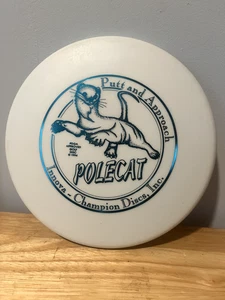 Putt and Approach
POLECAT
Innova - Champion Discs, Inc.